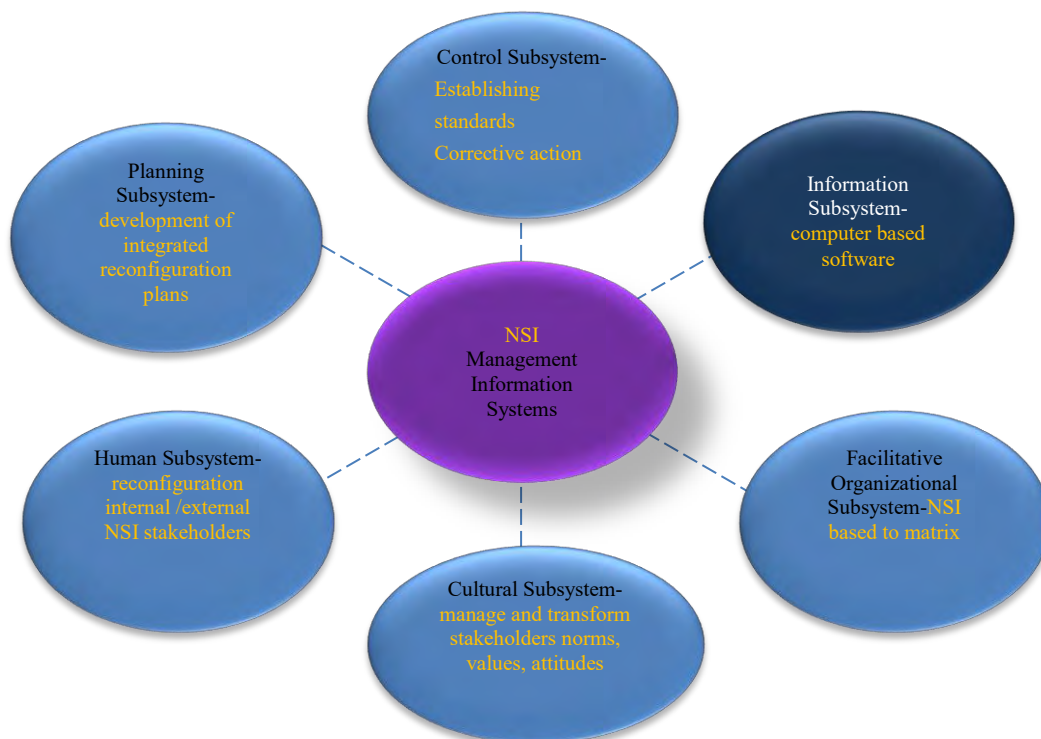 Control Subsystem-
Establishing
standards
Corrective action
Planning
Subsystem-
development of
integrated
reconfiguration
plans
Information
Subsystem-
computer based
software
NSI
Management
Information
Systems
Human Subsystem-
reconfiguration
internal /external
NSI stakeholders
Facilitative
Organizational
Subsystem-NSI
based to matrix
Cultural Subsystem-
manage and transform
stakeholders norms,
values, attitudes